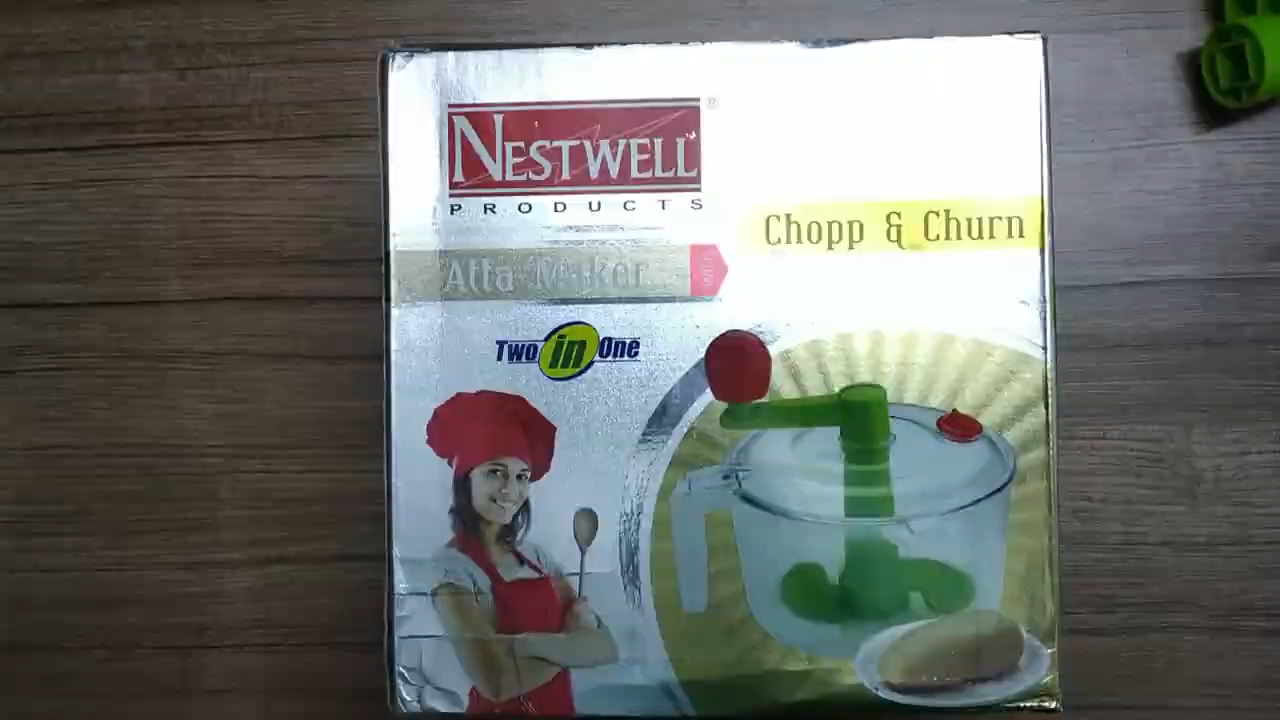 NESTWELL
PRODUCTS
Atta Maker
Chopp & Churn
Two in One